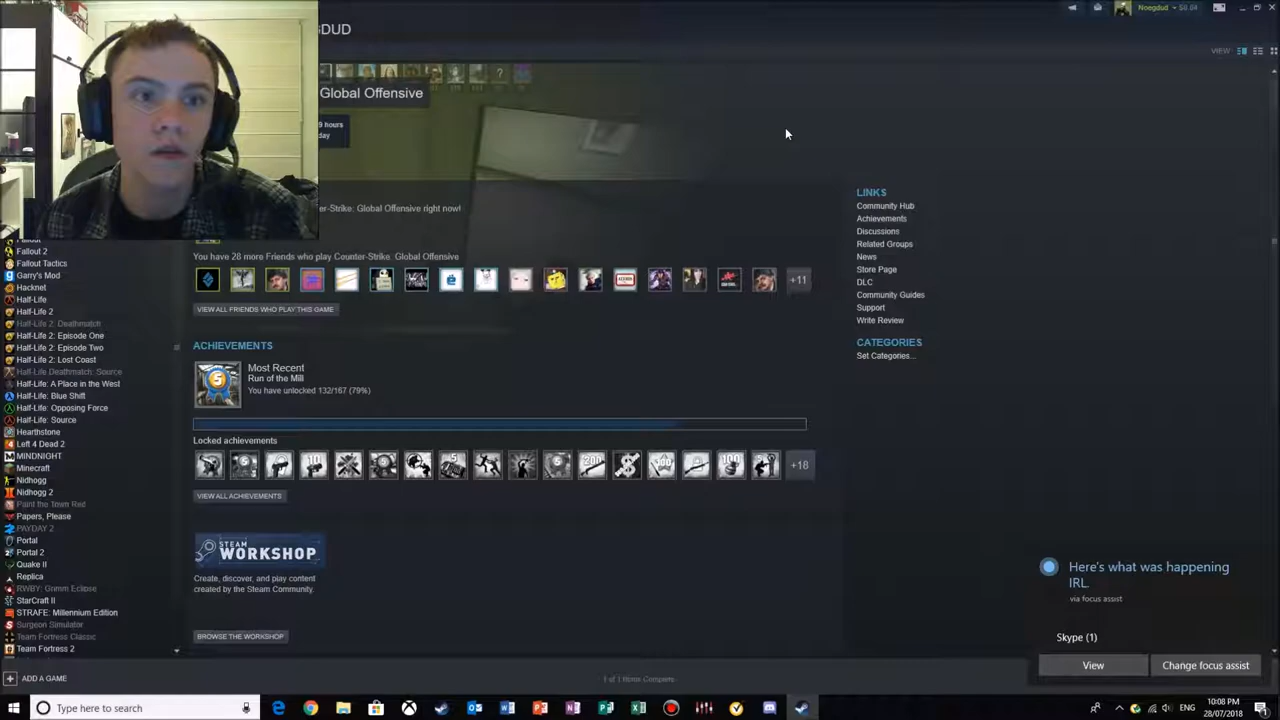 Noegdud $0.04
GDUD
VIEW
Global Offensive
9 hours
day
er-Strike: Global Offensive right now!
You have 28 more Friends who play Counter-Strike: Global Offensive
+11
VIEW ALL FRIENDS WHO PLAY THIS GAME
ACHIEVEMENTS
Most Recent
Run of the Mill
You have unlocked 132/167 (79%)
Locked achievements
+18
VIEW ALL ACHIEVEMENTS
STEAM
WORKSHOP
Create, discover, and play content
created by the Steam Community.
BROWSE THE WORKSHOP
LINKS
Community Hub
Achievements
Discussions
Related Groups
News
Store Page
DLC
Community Guides
Support
Write Review
CATEGORIES
Set Categories...
Fallout
Fallout 2
Fallout Tactics
Garry's Mod
Hacknet
Half-Life
Half-Life 2
Half-Life 2: Deathmatch
Half-Life 2: Episode One
Half-Life 2: Episode Two
Half-Life 2: Lost Coast
Half-Life Deathmatch: Source
Half-Life: A Place in the West
Half-Life: Blue Shift
Half-Life: Opposing Force
Half-Life: Source
Hearthstone
Left 4 Dead 2
MINDNIGHT
Minecraft
Nidhogg
Nidhogg 2
Paint the Town Red
Papers, Please
PAYDAY 2
Portal
Portal 2
Quake II
Replica
RWBY: Grimm Eclipse
StarCraft II
STRAFE: Millennium Edition
Surgeon Simulator
Team Fortress Classic
Team Fortress 2
ADD A GAME
Here's what was happening
IRL.
via focus assist
Skype (1)
View
Change focus assist
Type here to search
ENG
10:08 PM
28/07/2018